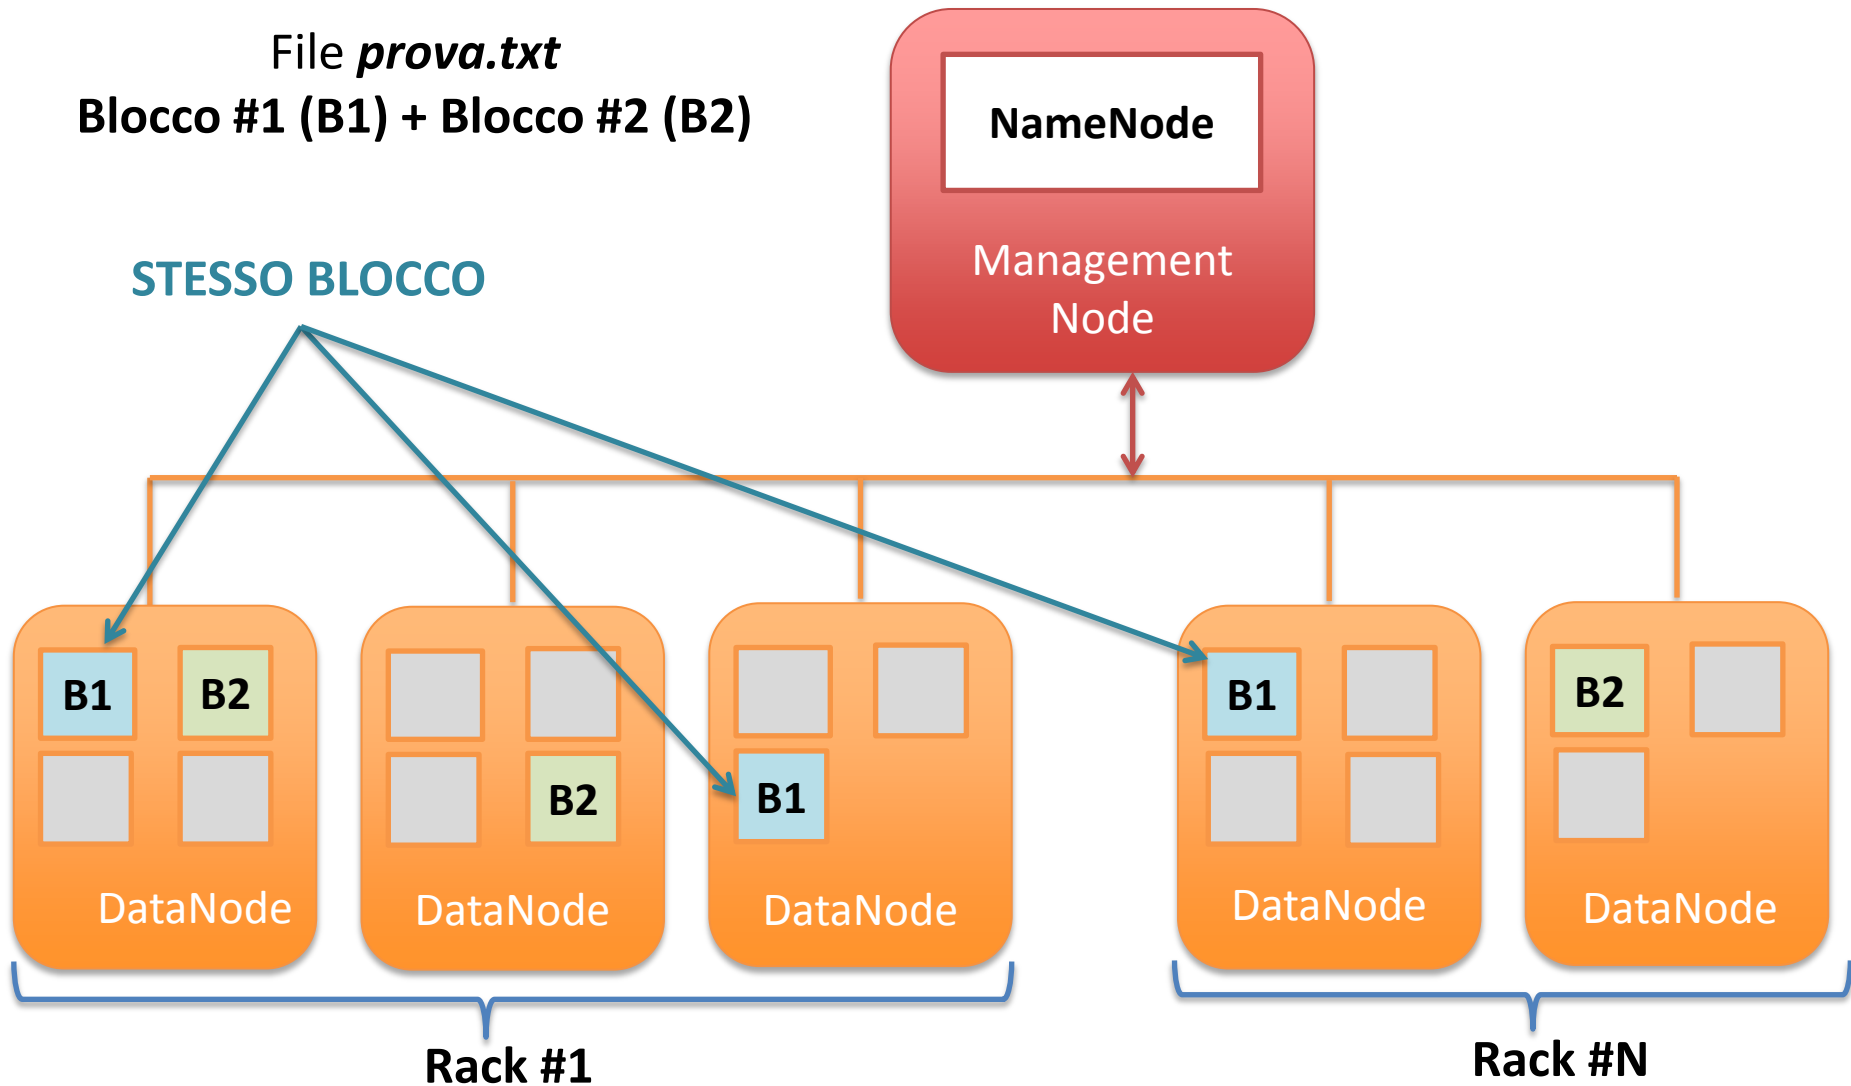 File prova.txt
Blocco #1 (B1) + Blocco #2 (B2)
NameNode
Management
Node
STESSO BLOCCO
B1
B2
DataNode
B2
DataNode
B1
DataNode
B1
DataNode
B2
DataNode
Rack #1
Rack #N